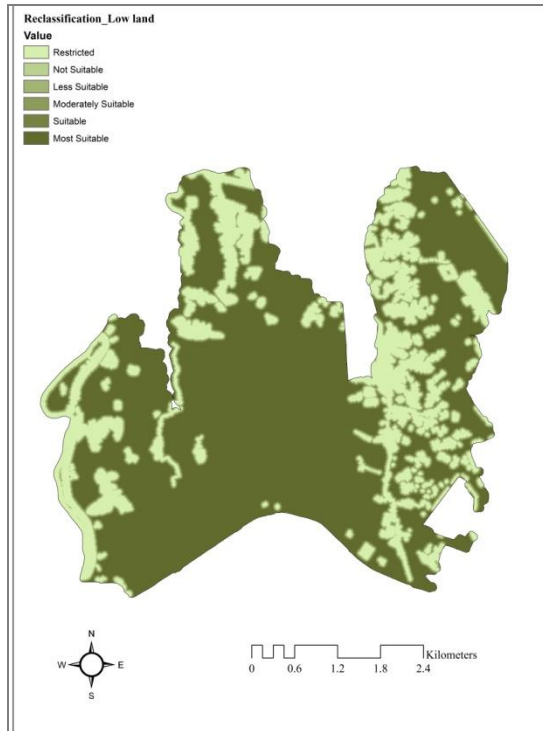 Reclassification_Low land
Value
Restricted
Not Suitable
Less Suitable
Moderately Suitable
Suitable
Most Suitable
N
W E
S
Kilometers
0 0.6 1.2 1.8 2.4